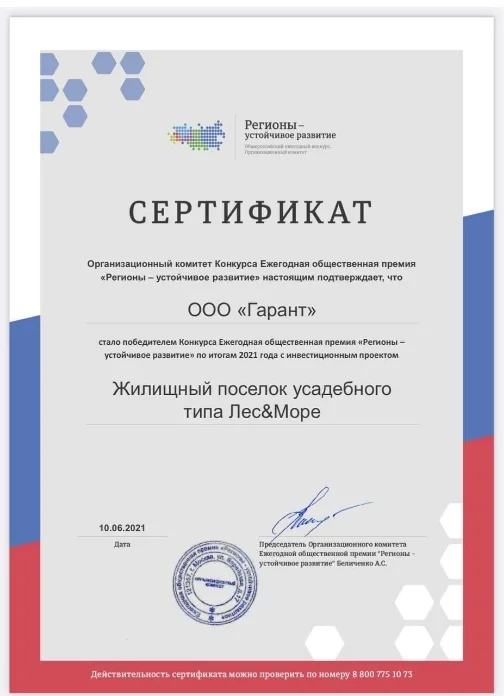 Регионы –
устойчивое развитие
Общероссийский ежегодный конкурс.
Организационный комитет
СЕРТИФИКАТ
Организационный комитет Конкурса Ежегодная общественная премия
«Регионы – устойчивое развитие» настоящим подтверждает, что
ООО «Гарант»
стало победителем Конкурса Ежегодная общественная премия «Регионы –
устойчивое развитие» по итогам 2021 года с инвестиционным проектом
Жилищный поселок усадебного
типа Лес&Море
10.06.2021
Дата
Председатель Организационного комитета
Ежегодной общественной премии "Регионы -
устойчивое развитие" Беличенко А.С.
ОРГАНИЗАЦИОННЫЙ
КОМИТЕТ
Действительность сертификата можно проверить по номеру 8 800 775 10 73